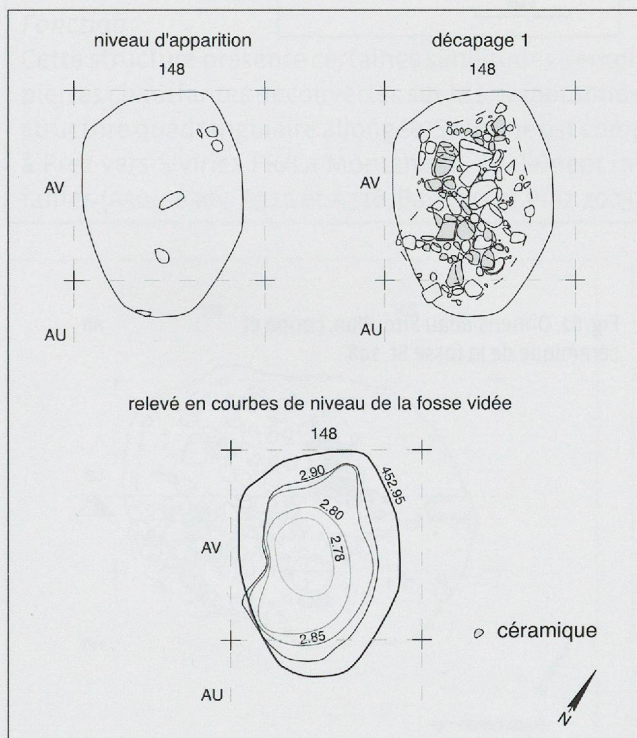 niveau d'apparition
148
AV
AU
décapage 1
148
AV
AU
relevé en courbes de niveau de la fosse vidée
148
2.90
452.95
2.80
2.78
AV
2.85
céramique
AU
N